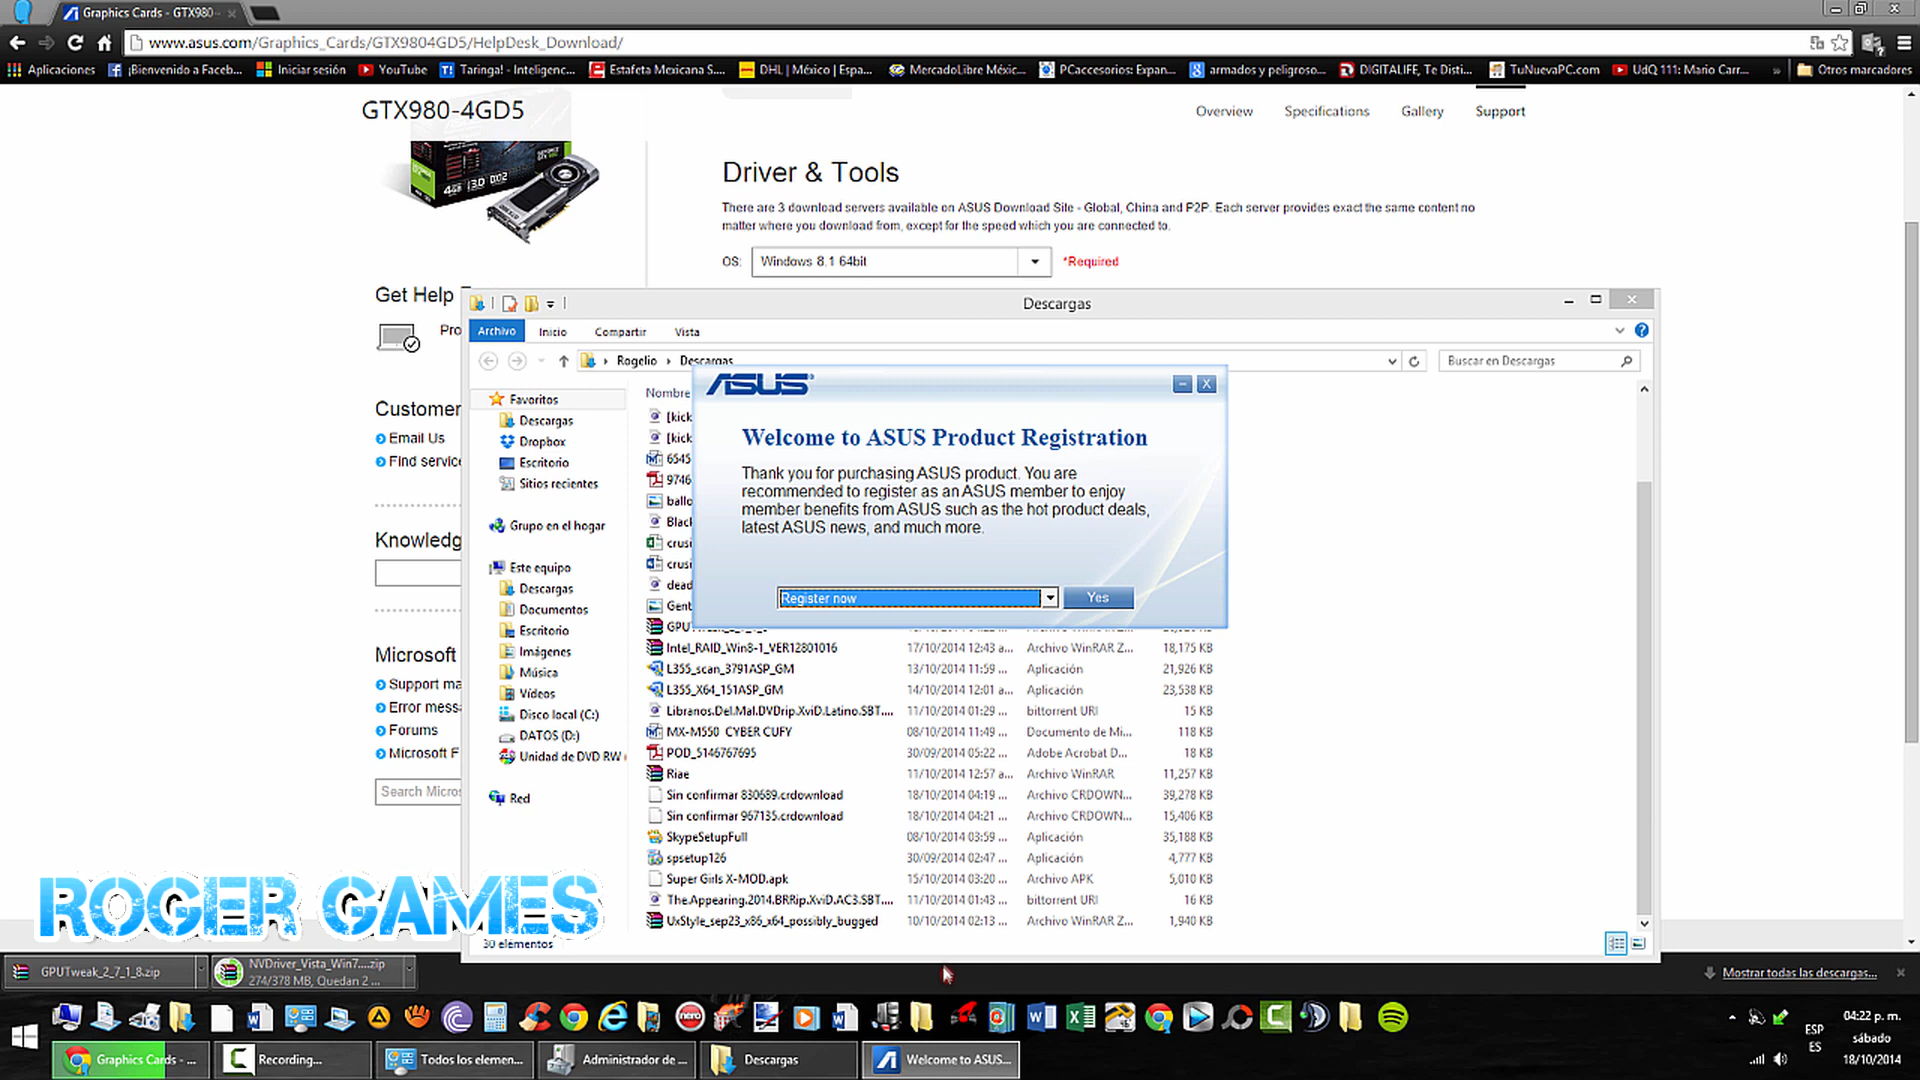 Graphics Cards - GTX980-
www.asus.com/Graphics_Cards/GTX9804GD5/HelpDesk_Download/
Aplicaciones
¡Bienvenido a Faceb...
Iniciar sesión
YouTube
Taringa! - Inteligenc...
Estafeta Mexicana S....
DHL | México | Espa...
MercadoLibre Méxic...
PCaccesorios: Expan...
armados y peligroso...
DIGITALIFE, Te Disti...
TuNuevaPC.com
UdQ 111: Mario Carr...
»
Otros marcadores
GTX980-4GD5
Overview
Specifications
Gallery
Support
Driver & Tools
There are 3 download servers available on ASUS Download Site - Global, China and P2P. Each server provides exact the same content no
matter where you download from, except for the speed which you are connected to.
OS: Windows 8.1 64bit *Required
Get Help
Pro
Customer
Email Us
Find service
Knowledg
Microsoft
Support ma
Error messa
Forums
Microsoft F
Search Micros
Descargas
Archivo Inicio Compartir Vista
Rogelio Descargas
Buscar en Descargas
Favoritos
Descargas
Dropbox
Escritorio
Sitios recientes
Grupo en el hogar
Este equipo
Descargas
Documentos
Escritorio
Imágenes
Música
Vídeos
Disco local (C:)
DATOS (D:)
Unidad de DVD RW
Red
Nombre
[kick
[kick
6545
9746
ballo
Black
crusi
crusi
dead
Gent
ASUS
Welcome to ASUS Product Registration
Thank you for purchasing ASUS product. You are
recommended to register as an ASUS member to enjoy
member benefits from ASUS such as the hot product deals,
latest ASUS news, and much more.
Register now
Yes
Intel_RAID_Win8-1_VER12801016 17/10/2014 12:43 a... Archivo WinRAR Z... 18,175 KB
L355_scan_3791ASP_GM 13/10/2014 11:59 ... Aplicación 21,926 KB
L355_X64_151ASP_GM 14/10/2014 12:01 a... Aplicación 23,538 KB
Libranos.Del.Mal.DVDrip.XviD.Latino.SBT.... 11/10/2014 01:29 ... bittorrent URI 15 KB
MX-M550 CYBER CUFY 08/10/2014 11:49 ... Documento de Mi... 118 KB
POD_5146767695 30/09/2014 05:22 ... Adobe Acrobat D... 18 KB
Riae 11/10/2014 12:57 a... Archivo WinRAR 11,257 KB
Sin confirmar 830689.crdownload 18/10/2014 04:19 ... Archivo CRDOWN... 39,278 KB
Sin confirmar 967135.crdownload 18/10/2014 04:21 ... Archivo CRDOWN... 15,406 KB
SkypeSetupFull 08/10/2014 03:59 ... Aplicación 35,188 KB
spsetup126 30/09/2014 02:47 ... Aplicación 4,777 KB
Super Girls X-MOD.apk 15/10/2014 03:20 ... Archivo APK 5,010 KB
The.Appearing.2014.BRRip.XviD.AC3.SBT.... 11/10/2014 01:43 ... bittorrent URI 16 KB
UxStyle_sep23_x86_x64_possibly_bugged 10/10/2014 02:13 ... Archivo WinRAR Z... 1,940 KB
30 elementos
ROGER GAMES
GPUTweak_2_7_1_8.zip
NVDriver_Vista_Win7....zip
274/378 MB, Quedan 2 ...
Mostrar todas las descargas...
Graphics Cards - ...
Recording...
Todos los elemen...
Administrador de ...
Descargas
Welcome to ASUS...
ESP
ES
04:22 p. m.
sábado
18/10/2014